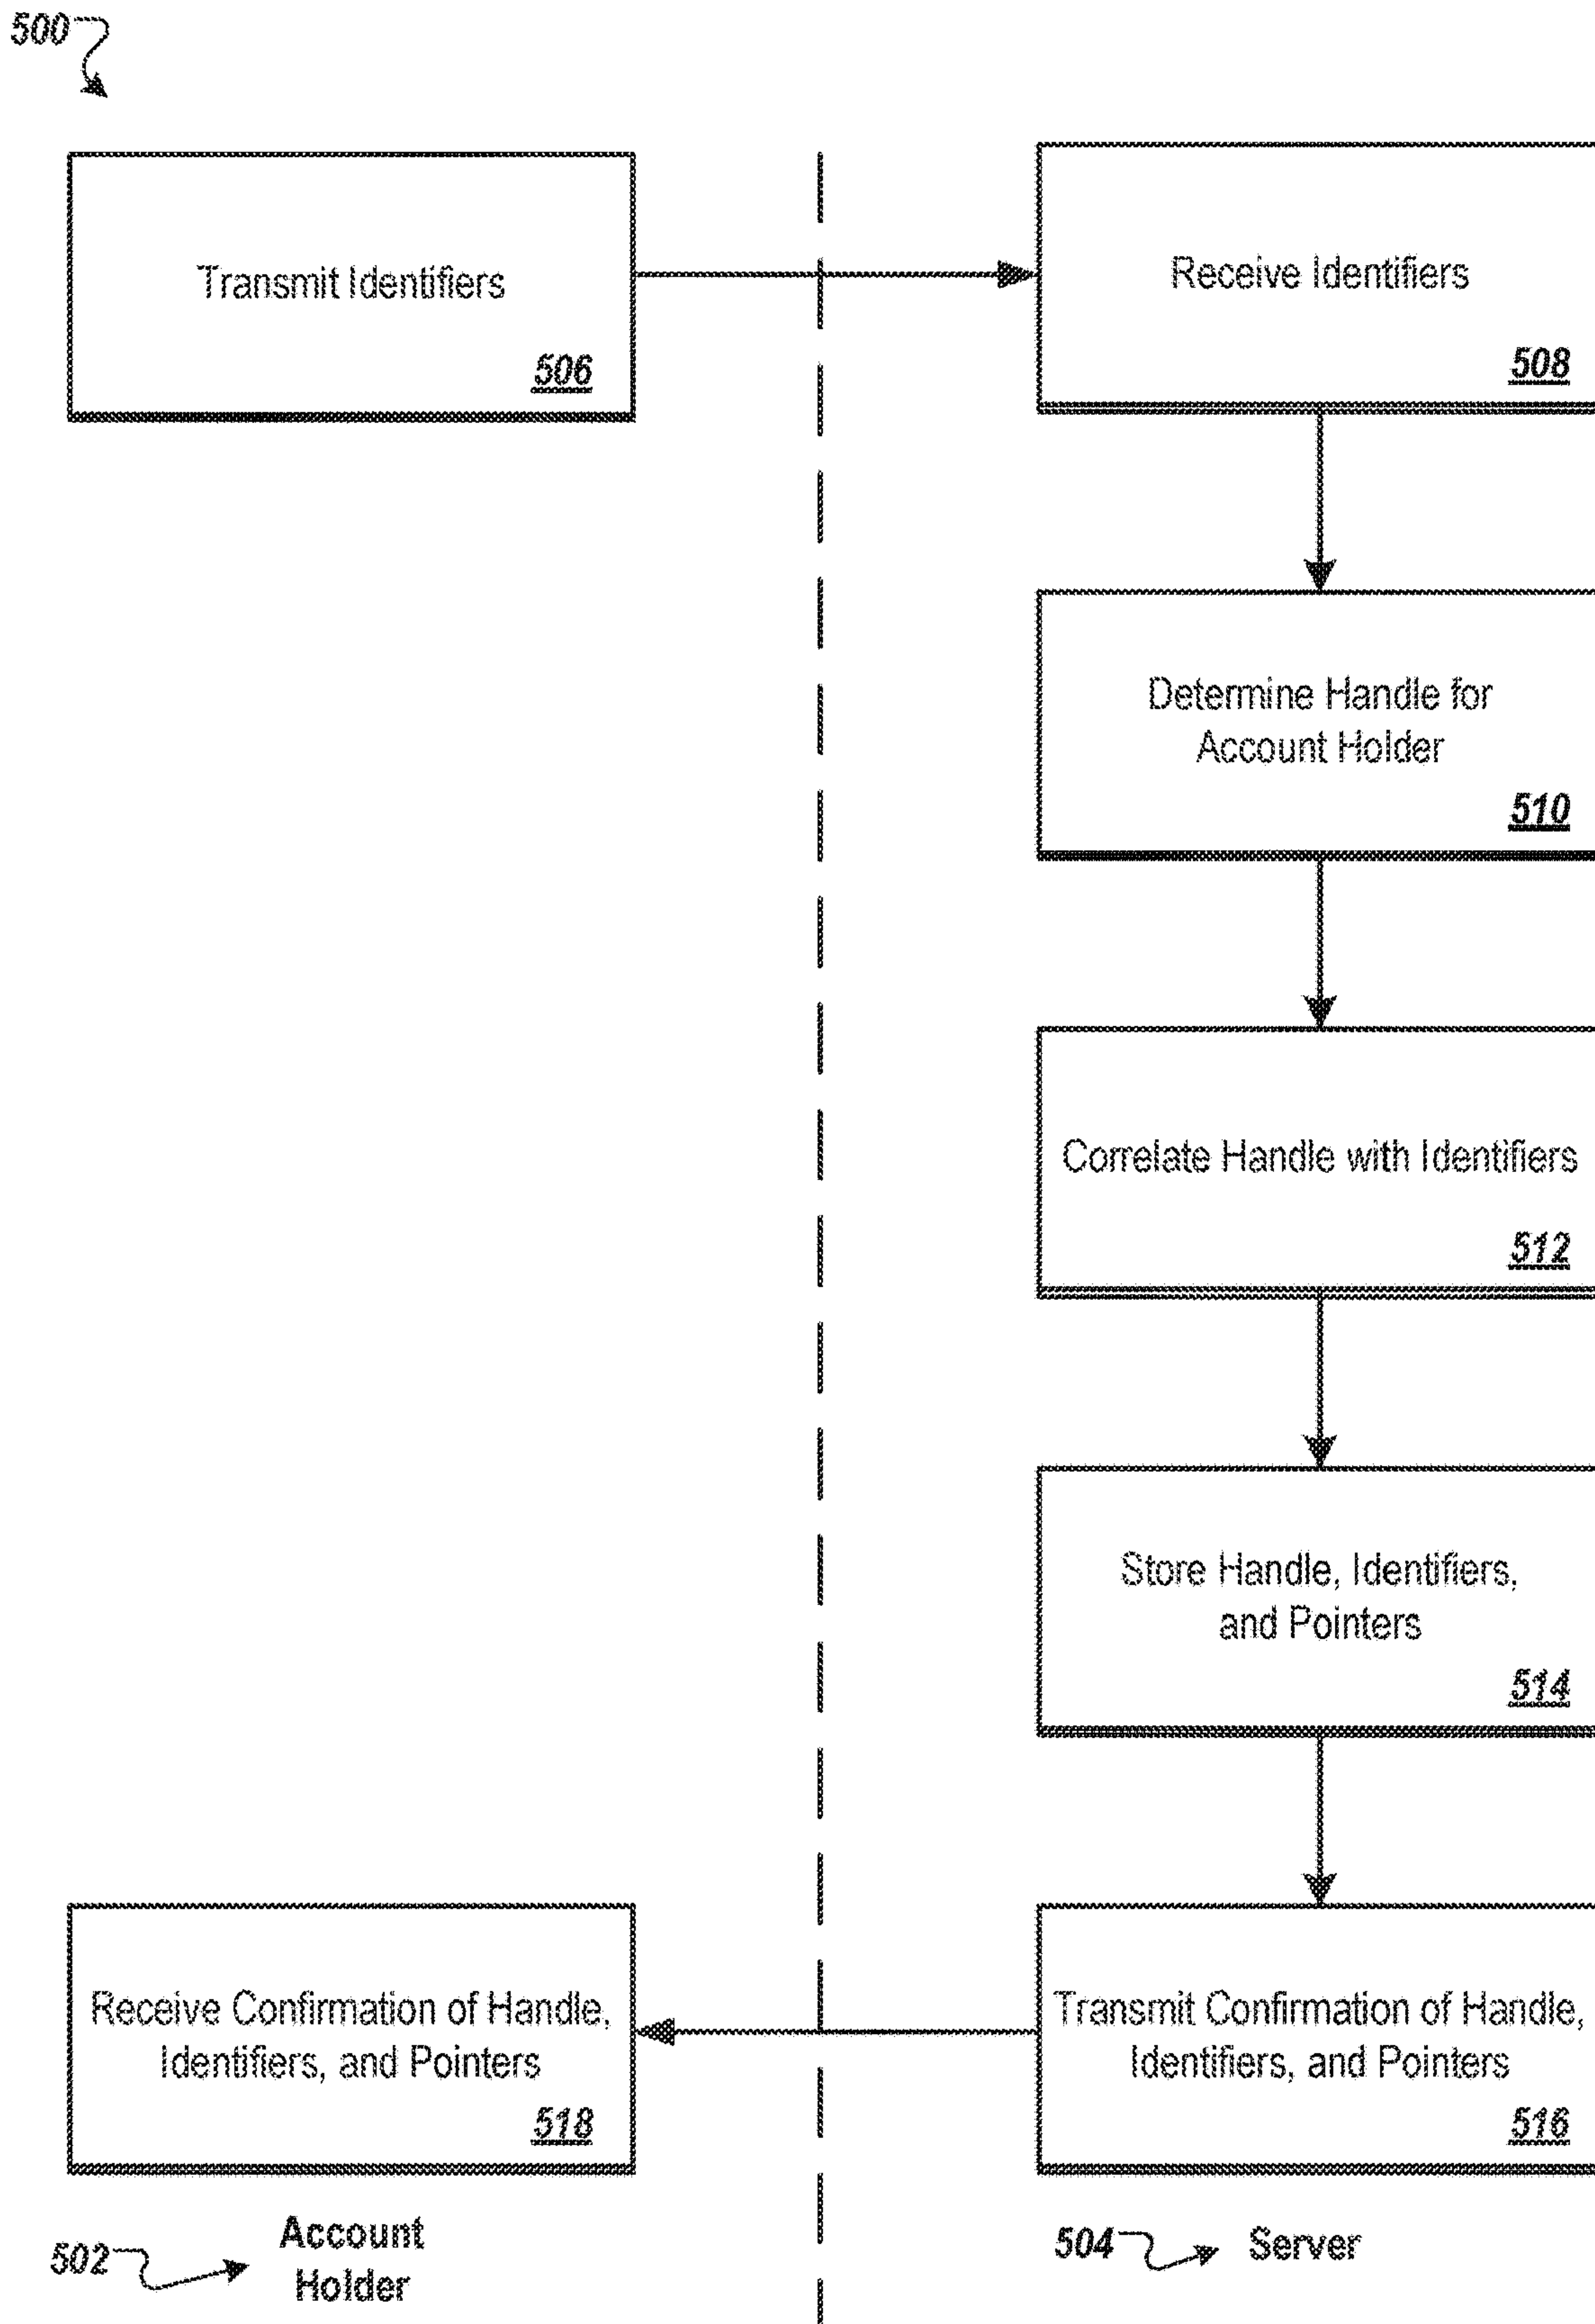 500
Transmit Identifiers
506
Receive Identifiers
508
Determine Handle for
Account Holder
510
Correlate Handle with Identifiers
512
Store Handle, Identifiers,
and Pointers
514
Receive Confirmation of Handle,
Identifiers, and Pointers
518
Transmit Confirmation of Handle,
Identifiers, and Pointers
516
502
Account
Holder
504
Server